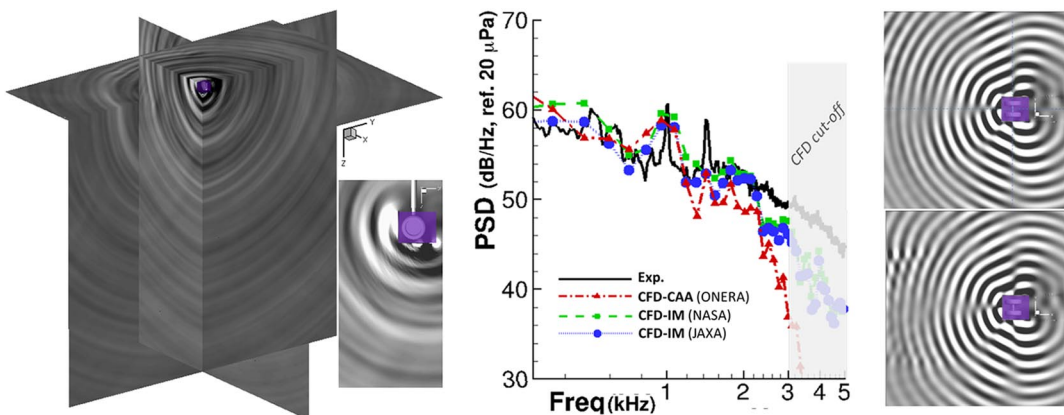 Y
X
Z
PSD (dB/Hz, ref. 20 µPa)
70
60
50
40
30
CFD cut-off
Exp.
CFD-CAA (ONERA)
CFD-IM (NASA)
CFD-IM (JAXA)
1
2
3
4
5
Freq(kHz)